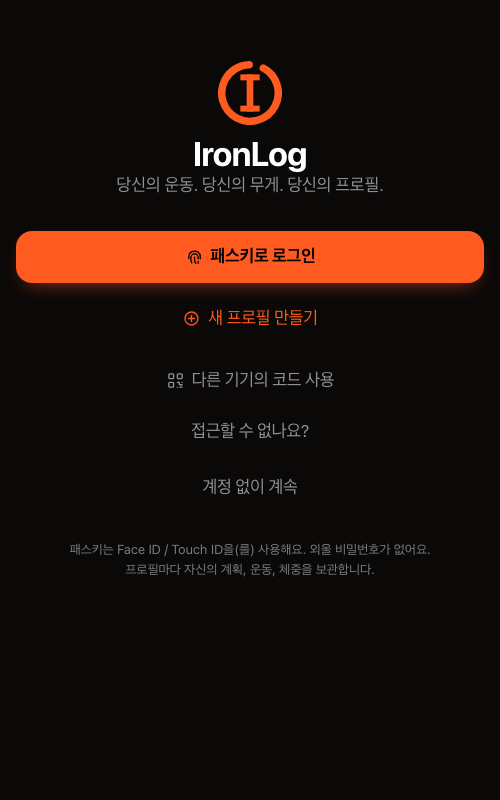 IronLog
당신의 운동. 당신의 무게. 당신의 프로필.
패스키로 로그인
새 프로필 만들기
다른 기기의 코드 사용
접근할 수 없나요?
계정 없이 계속
패스키는 Face ID / Touch ID을(를) 사용해요. 외울 비밀번호가 없어요.
프로필마다 자신의 계획, 운동, 체중을 보관합니다.